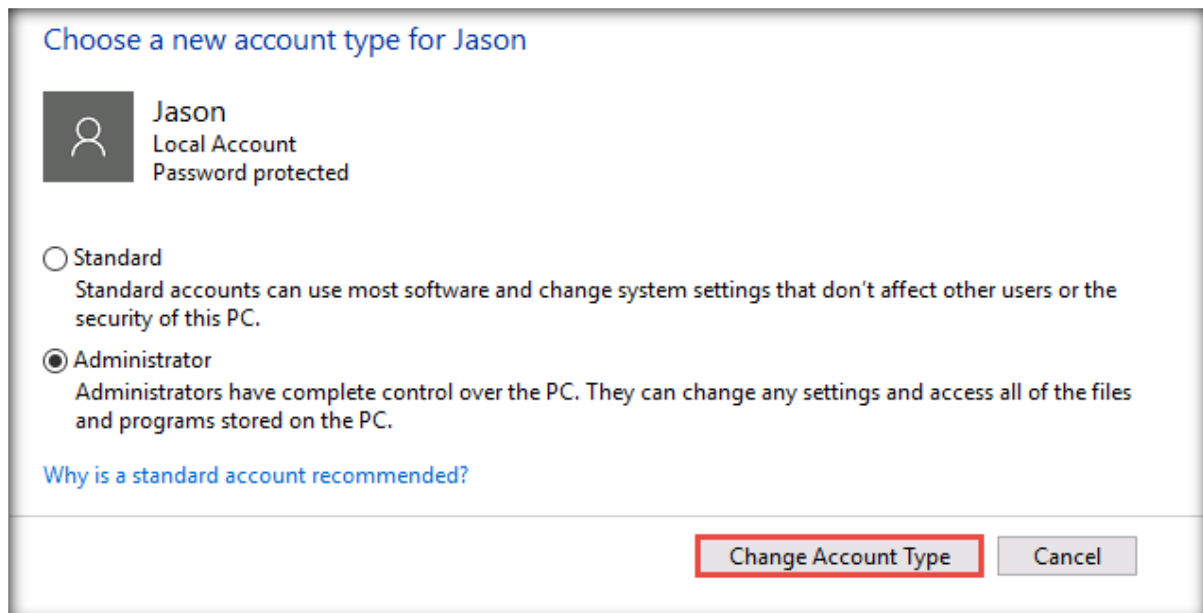 Choose a new account type for Jason
Jason
Local Account
Password protected
Standard
Standard accounts can use most software and change system settings that don't affect other users or the
security of this PC.
Administrator
Administrators have complete control over the PC. They can change any settings and access all of the files
and programs stored on the PC.
Why is a standard account recommended?
Change Account Type
Cancel